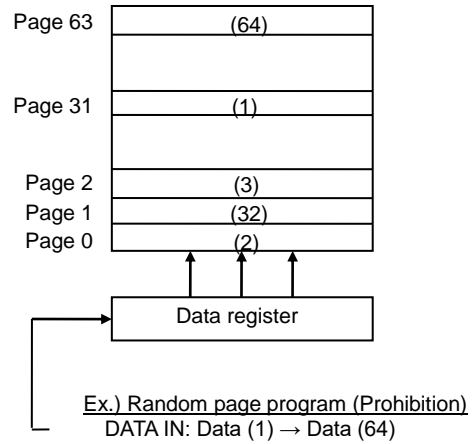 Page 63 (64)
Page 31 (1)
Page 2 (3)
Page 1 (32)
Page 0 (2)
Data register
Ex.) Random page program (Prohibition)
DATA IN: Data (1) → Data (64)